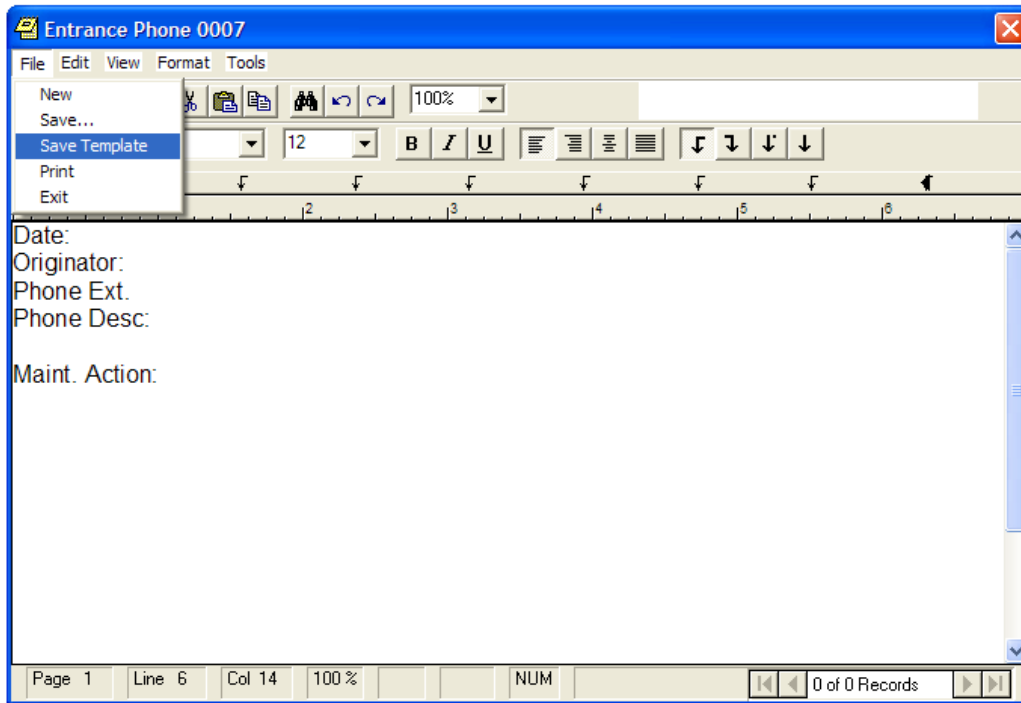 Entrance Phone 0007
File Edit View Format Tools
New
Save...
Save Template
Print
Exit
100%
12 B I U
2 3 4 5 6
Date:
Originator:
Phone Ext.
Phone Desc:
Maint. Action:
Page 1 Line 6 Col 14 100 % NUM 0 of 0 Records